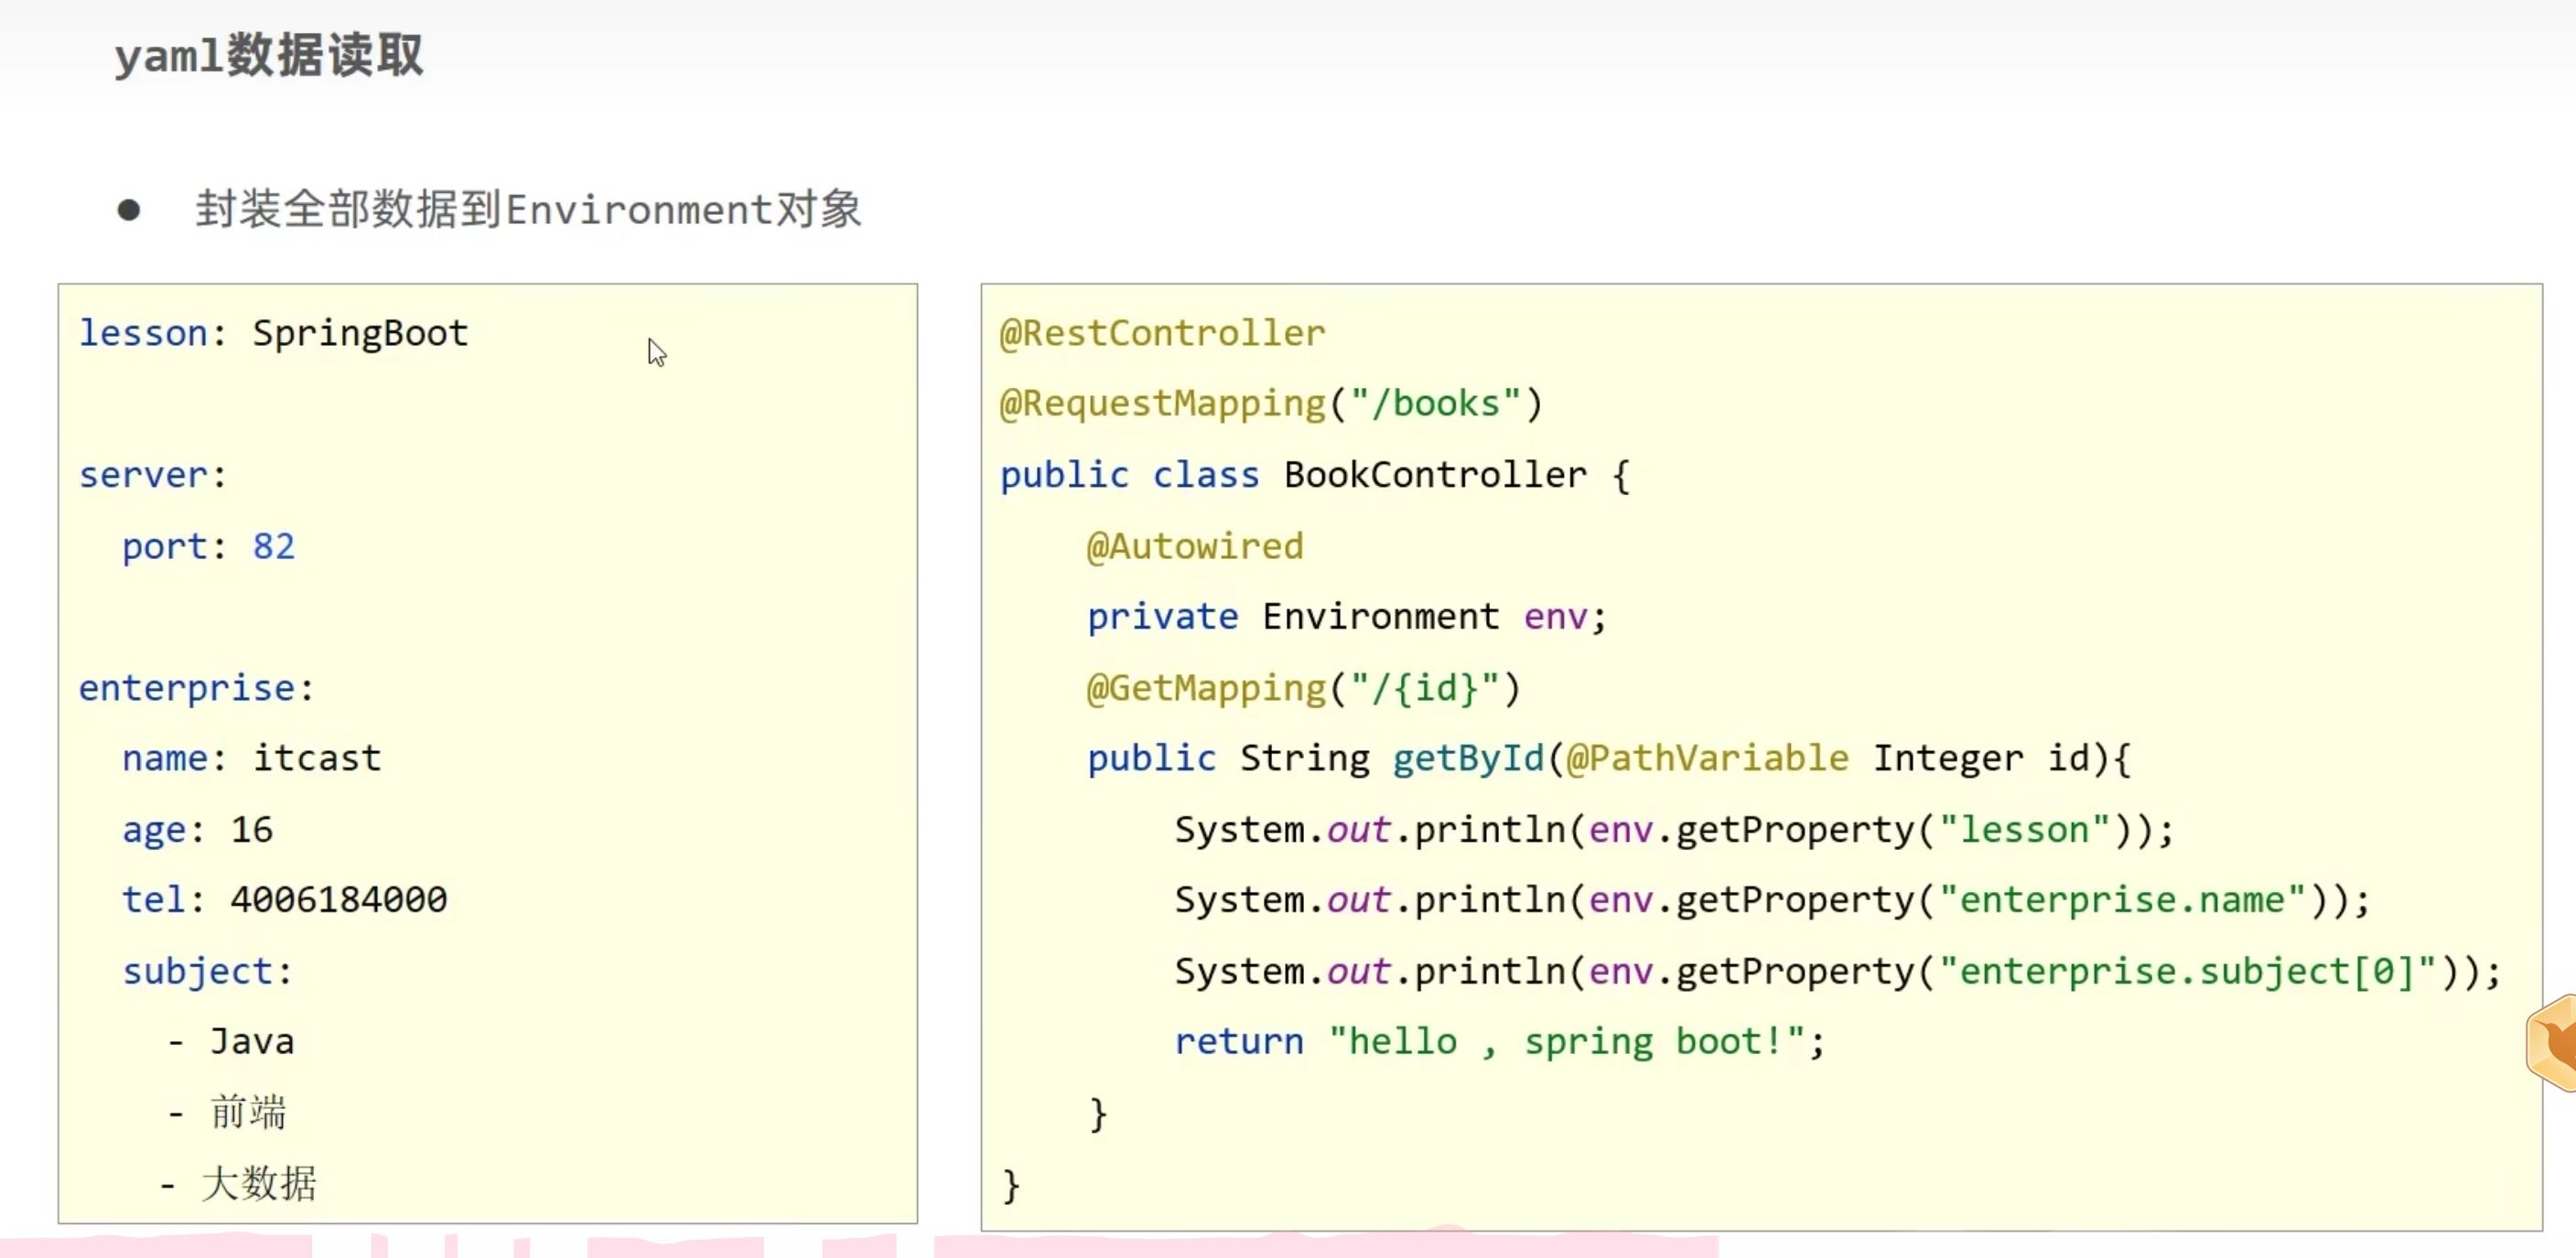 yaml数据读取
● 封装全部数据到Environment对象
lesson: SpringBoot
server:
  port: 82
enterprise:
  name: itcast
  age: 16
  tel: 4006184000
  subject:
    - Java
    - 前端
    - 大数据
@RestController
@RequestMapping("/books")
public class BookController {
    @Autowired
    private Environment env;
    @GetMapping("/{id}")
    public String getById(@PathVariable Integer id){
        System.out.println(env.getProperty("lesson"));
        System.out.println(env.getProperty("enterprise.name"));
        System.out.println(env.getProperty("enterprise.subject[0]"));
        return "hello , spring boot!";
    }
}